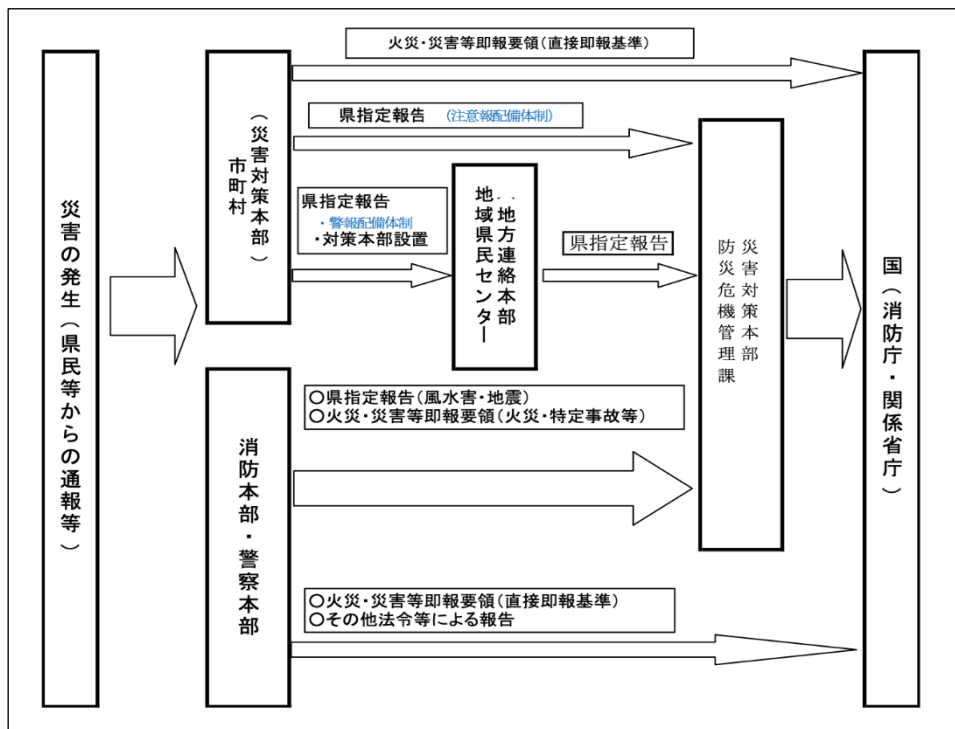 災害の発生（県民等からの通報等）
火災・災害等即報要領（直接即報基準）
（災害対策本部）
市町村
県指定報告　（注意報配備体制）
県指定報告
・警報配備体制
・対策本部設置
地方連絡本部
地域県民センター
県指定報告
災害対策本部
防災危機管理課
国（消防庁・関係省庁）
消防本部・警察本部
○県指定報告（風水害・地震）
○火災・災害等即報要領（火災・特定事故等）
○火災・災害等即報要領（直接即報基準）
○その他法令等による報告